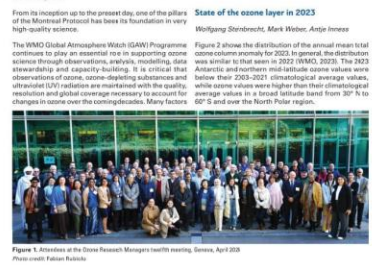 From its inception up to the present day, one of the pillars
of the Montreal Protocol has been its foundation in very
high-quality science.
The WMO Global Atmosphere Watch (GAW) Programme
continues to play an essential role in supporting ozone
science through observations, analysis, modelling, data
stewardship and capacity-building. It is critical that
observations of ozone, ozone-depleting substances and
ultraviolet (UV) radiation are maintained with the quality,
resolution and global coverage necessary to account for
changes in ozone over the coming decades. Many factors
State of the ozone layer in 2023
Wolfgang Steinbrecht, Mark Weber, Antje Inness
Figure 2 shows the distribution of the annual mean total
ozone column anomaly for 2023. In general, the distribution
was similar to that seen in 2022 (WMO, 2023). The 2023
Antarctic and northern mid-latitude ozone values were
below their 2003–2021 climatological average values,
while ozone values were higher than their climatological
average values in a broad latitude band from 30° N to
60° S and over the North Polar region.
Figure 1. Attendees at the Ozone Research Managers twelfth meeting, Geneva, April
Photo credit: Fabian Rubiolo